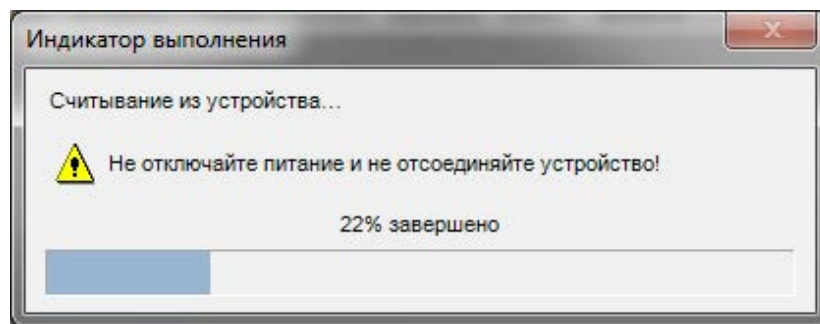 Индикатор выполнения
Считывание из устройства...
Не отключайте питание и не отсоединяйте устройство!
22% завершено